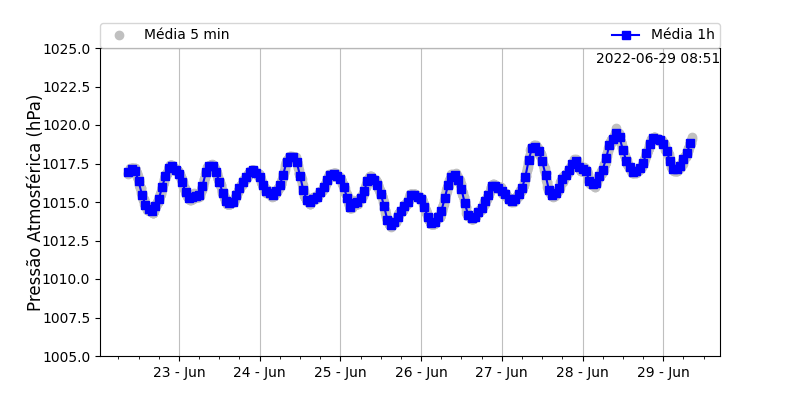 Média 5 min
Média 1h
2022-06-29 08:51
Pressão Atmosférica (hPa)
1025.0
1022.5
1020.0
1017.5
1015.0
1012.5
1010.0
1007.5
1005.0
23 - Jun
24 - Jun
25 - Jun
26 - Jun
27 - Jun
28 - Jun
29 - Jun